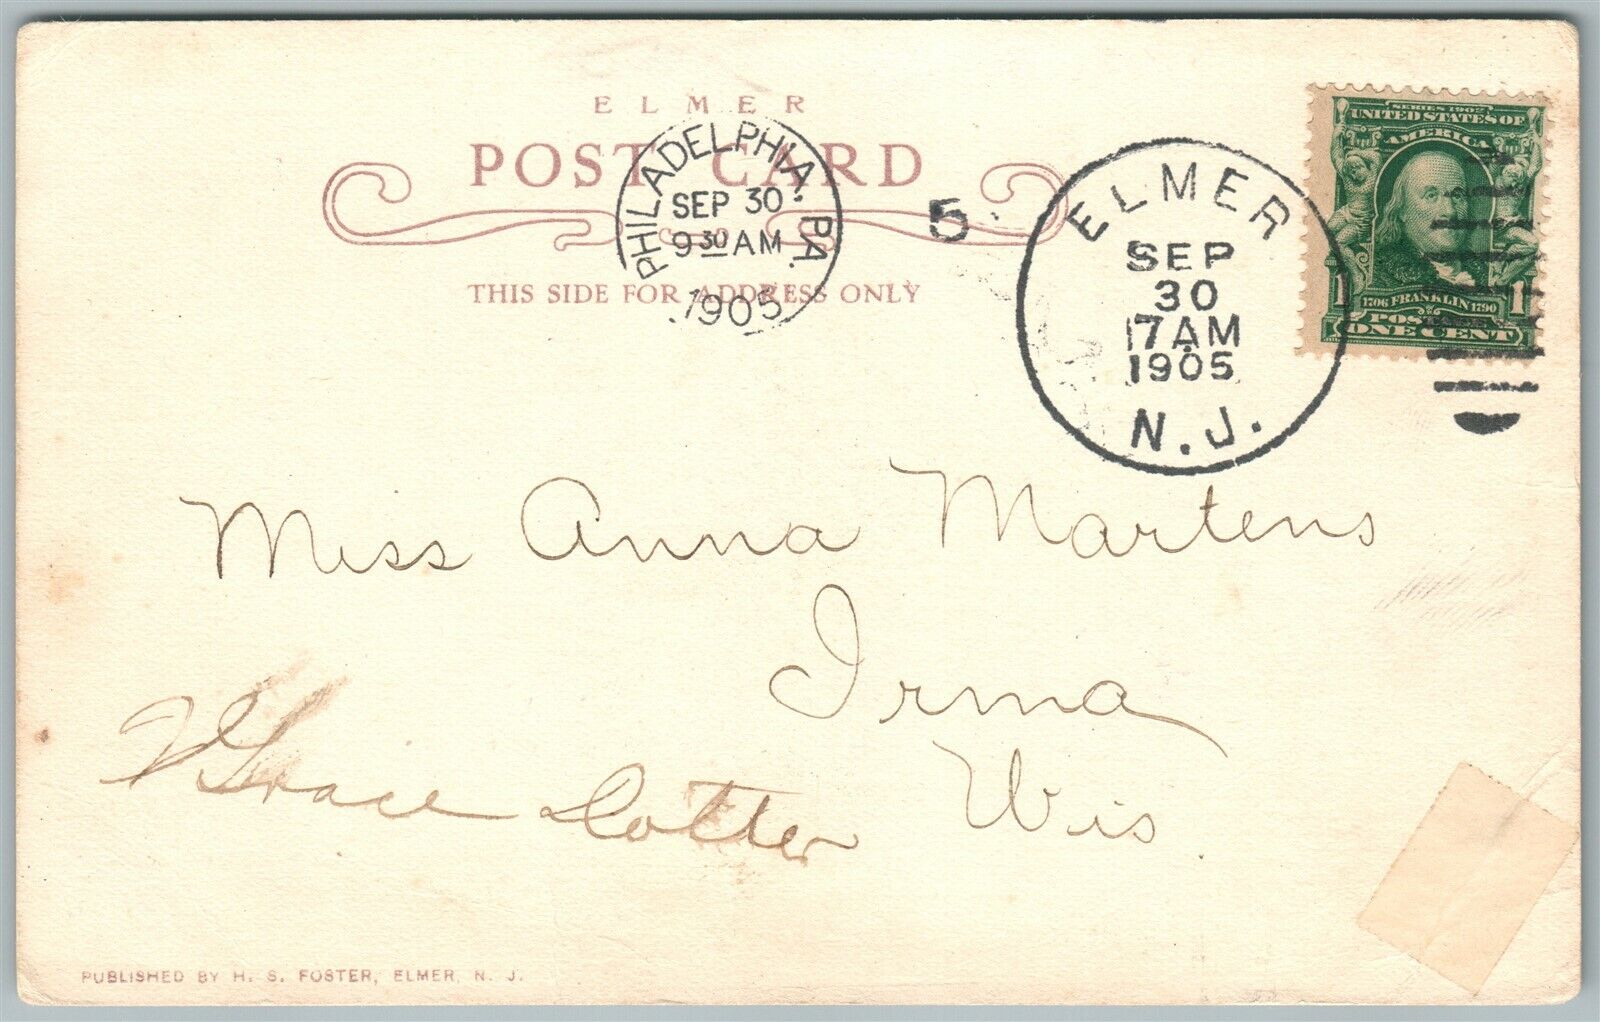 ELMER
POST CARD
THIS SIDE FOR ADDRESS ONLY
PHILADELPHIA. PA.
SEP 30
9 30 AM
1905
5
ELMER
SEP
30
7 AM
1905
N.J.
SERIES 1902
UNITED STATES OF
AMERICA
1706 FRANKLIN 1790
1 POSTAGE 1
ONE CENT
Miss Anna Martens
Irma
Wis
Grace Cotter
PUBLISHED BY H. S. FOSTER, ELMER, N. J.